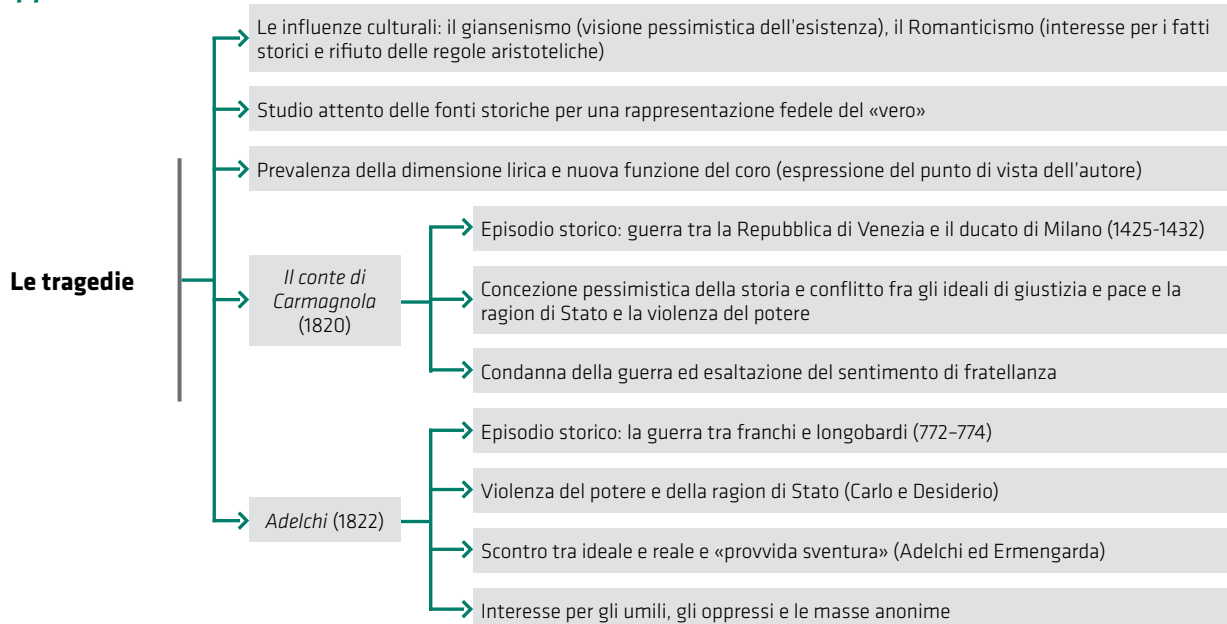 Le influenze culturali: il giansenismo (visione pessimistica dell'esistenza), il Romanticismo (interesse per i fatti
storici e rifiuto delle regole aristoteliche)
Studio attento delle fonti storiche per una rappresentazione fedele del «vero»
Prevalenza della dimensione lirica e nuova funzione del coro (espressione del punto di vista dell'autore)
Le tragedie
Il conte di
Carmagnola
(1820)
Episodio storico: guerra tra la Repubblica di Venezia e il ducato di Milano (1425-1432)
Concezione pessimistica della storia e conflitto fra gli ideali di giustizia e pace e la
ragion di Stato e la violenza del potere
Condanna della guerra ed esaltazione del sentimento di fratellanza
Adelchi (1822)
Episodio storico: la guerra tra franchi e longobardi (772–774)
Violenza del potere e della ragion di Stato (Carlo e Desiderio)
Scontro tra ideale e reale e «provvida sventura» (Adelchi ed Ermengarda)
Interesse per gli umili, gli oppressi e le masse anonime